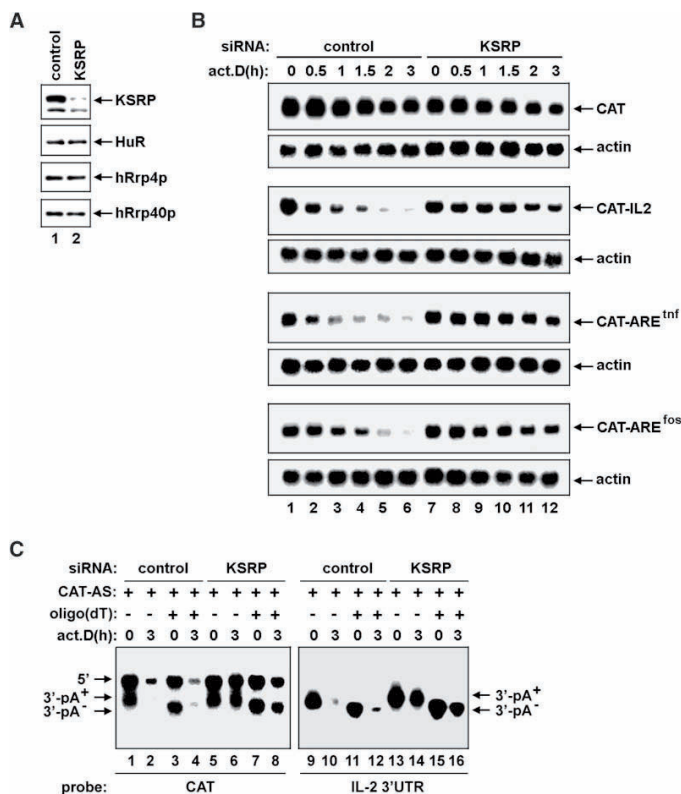 A
control
KSRP
KSRP
HuR
hRrp4p
hRrp40p
1 2
B
siRNA: control KSRP
act.D(h): 0 0.5 1 1.5 2 3 0 0.5 1 1.5 2 3
CAT
actin
CAT-IL2
actin
CAT-ARE tnf
actin
CAT-ARE fos
actin
1 2 3 4 5 6 7 8 9 10 11 12
C
siRNA: control KSRP control KSRP
CAT-AS: + + + + + + + + + + + + + + + +
oligo(dT): - - + + - - + + - - + + - - + +
act.D(h): 0 3 0 3 0 3 0 3 0 3 0 3 0 3 0 3
5'
3'-pA+ 3'-pA+
3'-pA- 3'-pA-
1 2 3 4 5 6 7 8 9 10 11 12 13 14 15 16
probe: CAT IL-2 3'UTR